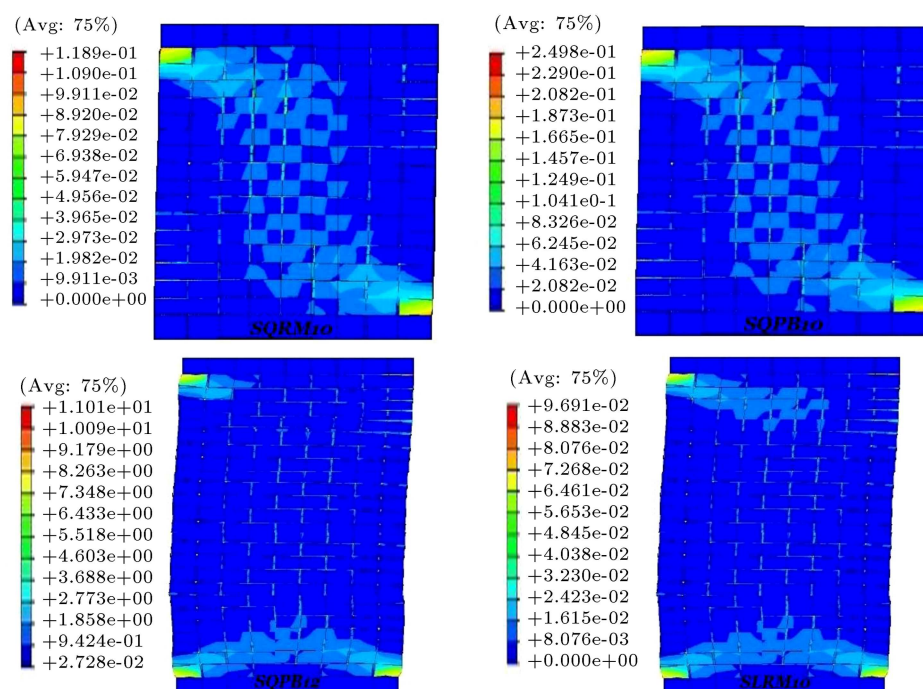 (Avg: 75%)
+1.189e-01
+1.090e-01
+9.911e-02
+8.920e-02
+7.929e-02
+6.938e-02
+5.947e-02
+4.956e-02
+3.965e-02
+2.973e-02
+1.982e-02
+9.911e-03
+0.000e+00
SQRM10
(Avg: 75%)
+2.498e-01
+2.290e-01
+2.082e-01
+1.873e-01
+1.665e-01
+1.457e-01
+1.249e-01
+1.041e0-1
+8.326e-02
+6.245e-02
+4.163e-02
+2.082e-02
+0.000e+00
SQPB10
(Avg: 75%)
+1.101e+01
+1.009e+01
+9.179e+00
+8.263e+00
+7.348e+00
+6.433e+00
+5.518e+00
+4.603e+00
+3.688e+00
+2.773e+00
+1.858e+00
+9.424e-01
+2.728e-02
SQPB12
(Avg: 75%)
+9.691e-02
+8.883e-02
+8.076e-02
+7.268e-02
+6.461e-02
+5.653e-02
+4.845e-02
+4.038e-02
+3.230e-02
+2.423e-02
+1.615e-02
+8.076e-03
+0.000e+00
SLRM10